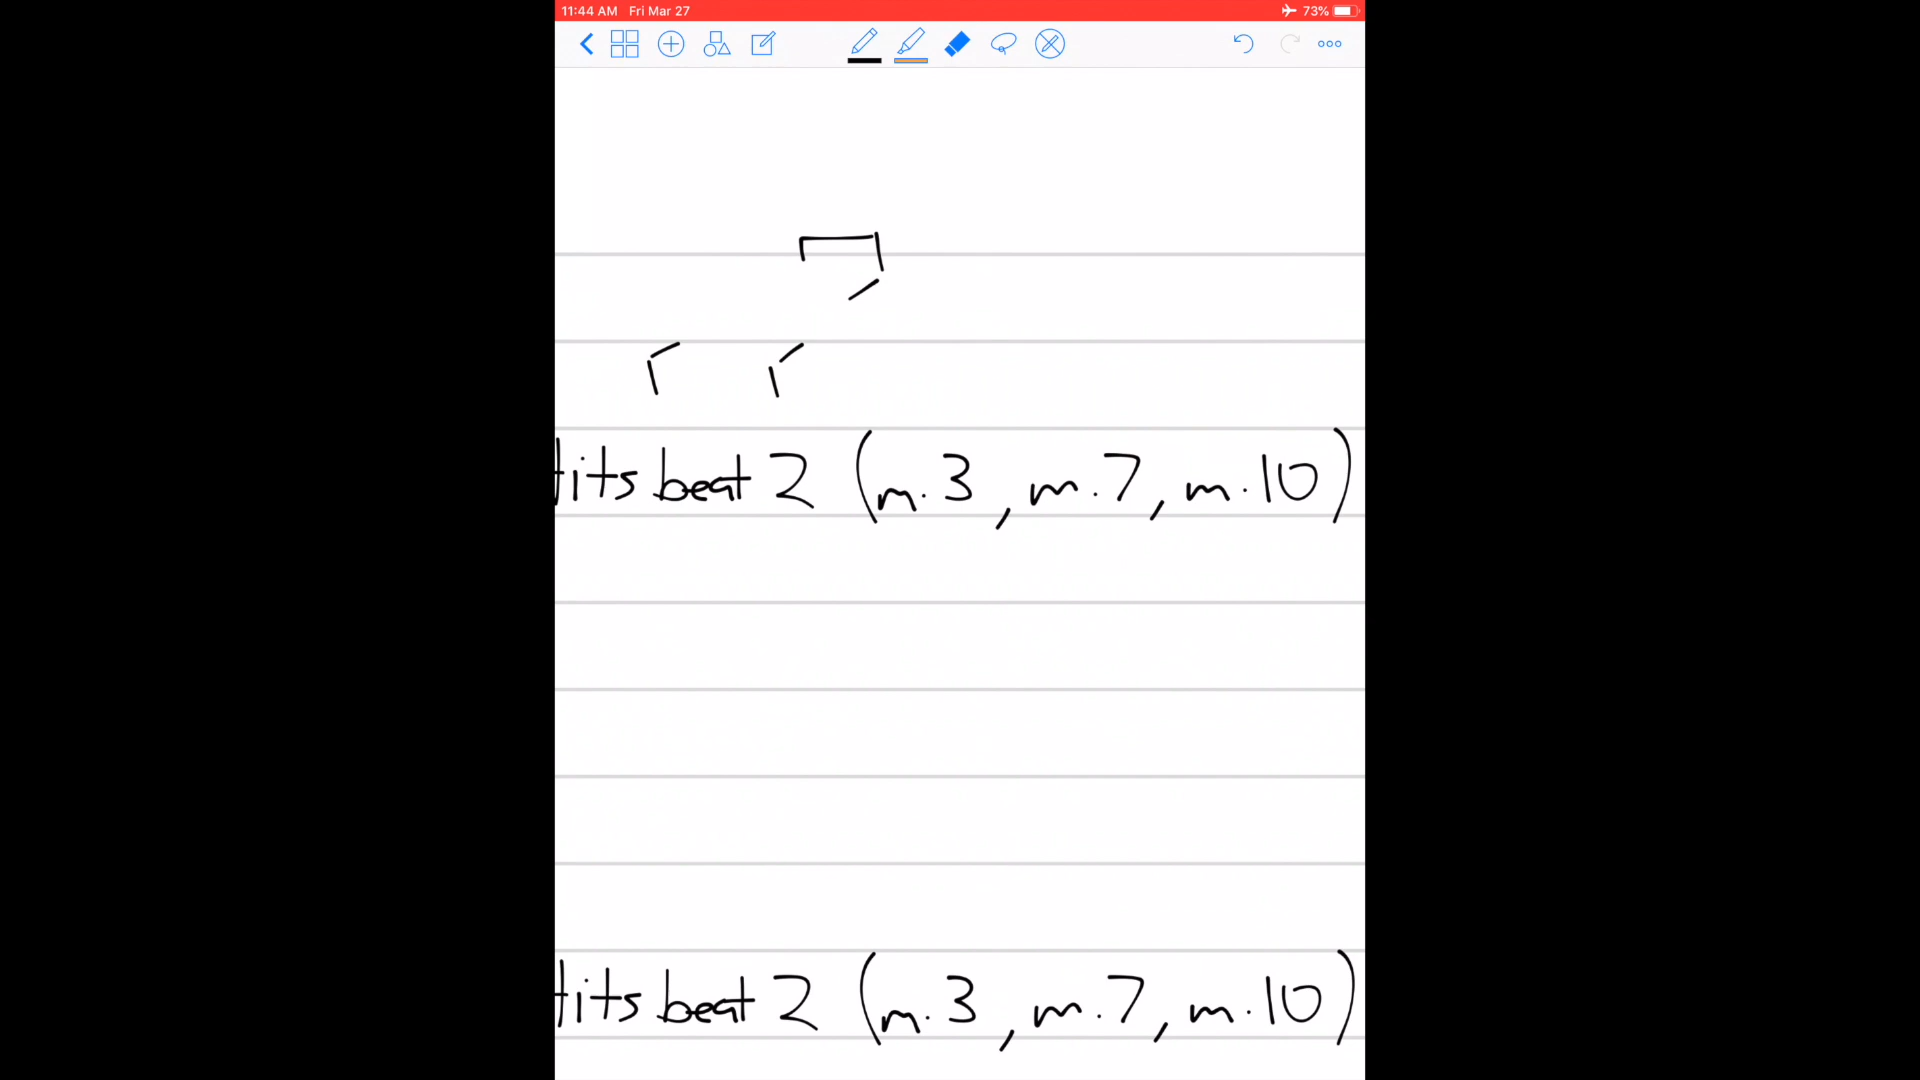 11:44 AM Fri Mar 27 73%
its beat 2 (m.3, m.7, m.10)
its beat 2 (m.3, m.7, m.10)